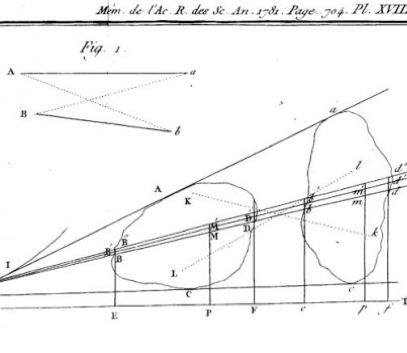 Mém. de l'Ac. R. des Sc. An. 1781. Page. 704. Pl. XVII
Fig. 1.
A a
B b
a
A K l
d''
d'
m d
I B' B'' B M' M D' D b m k
L
C c
E P F e p f T